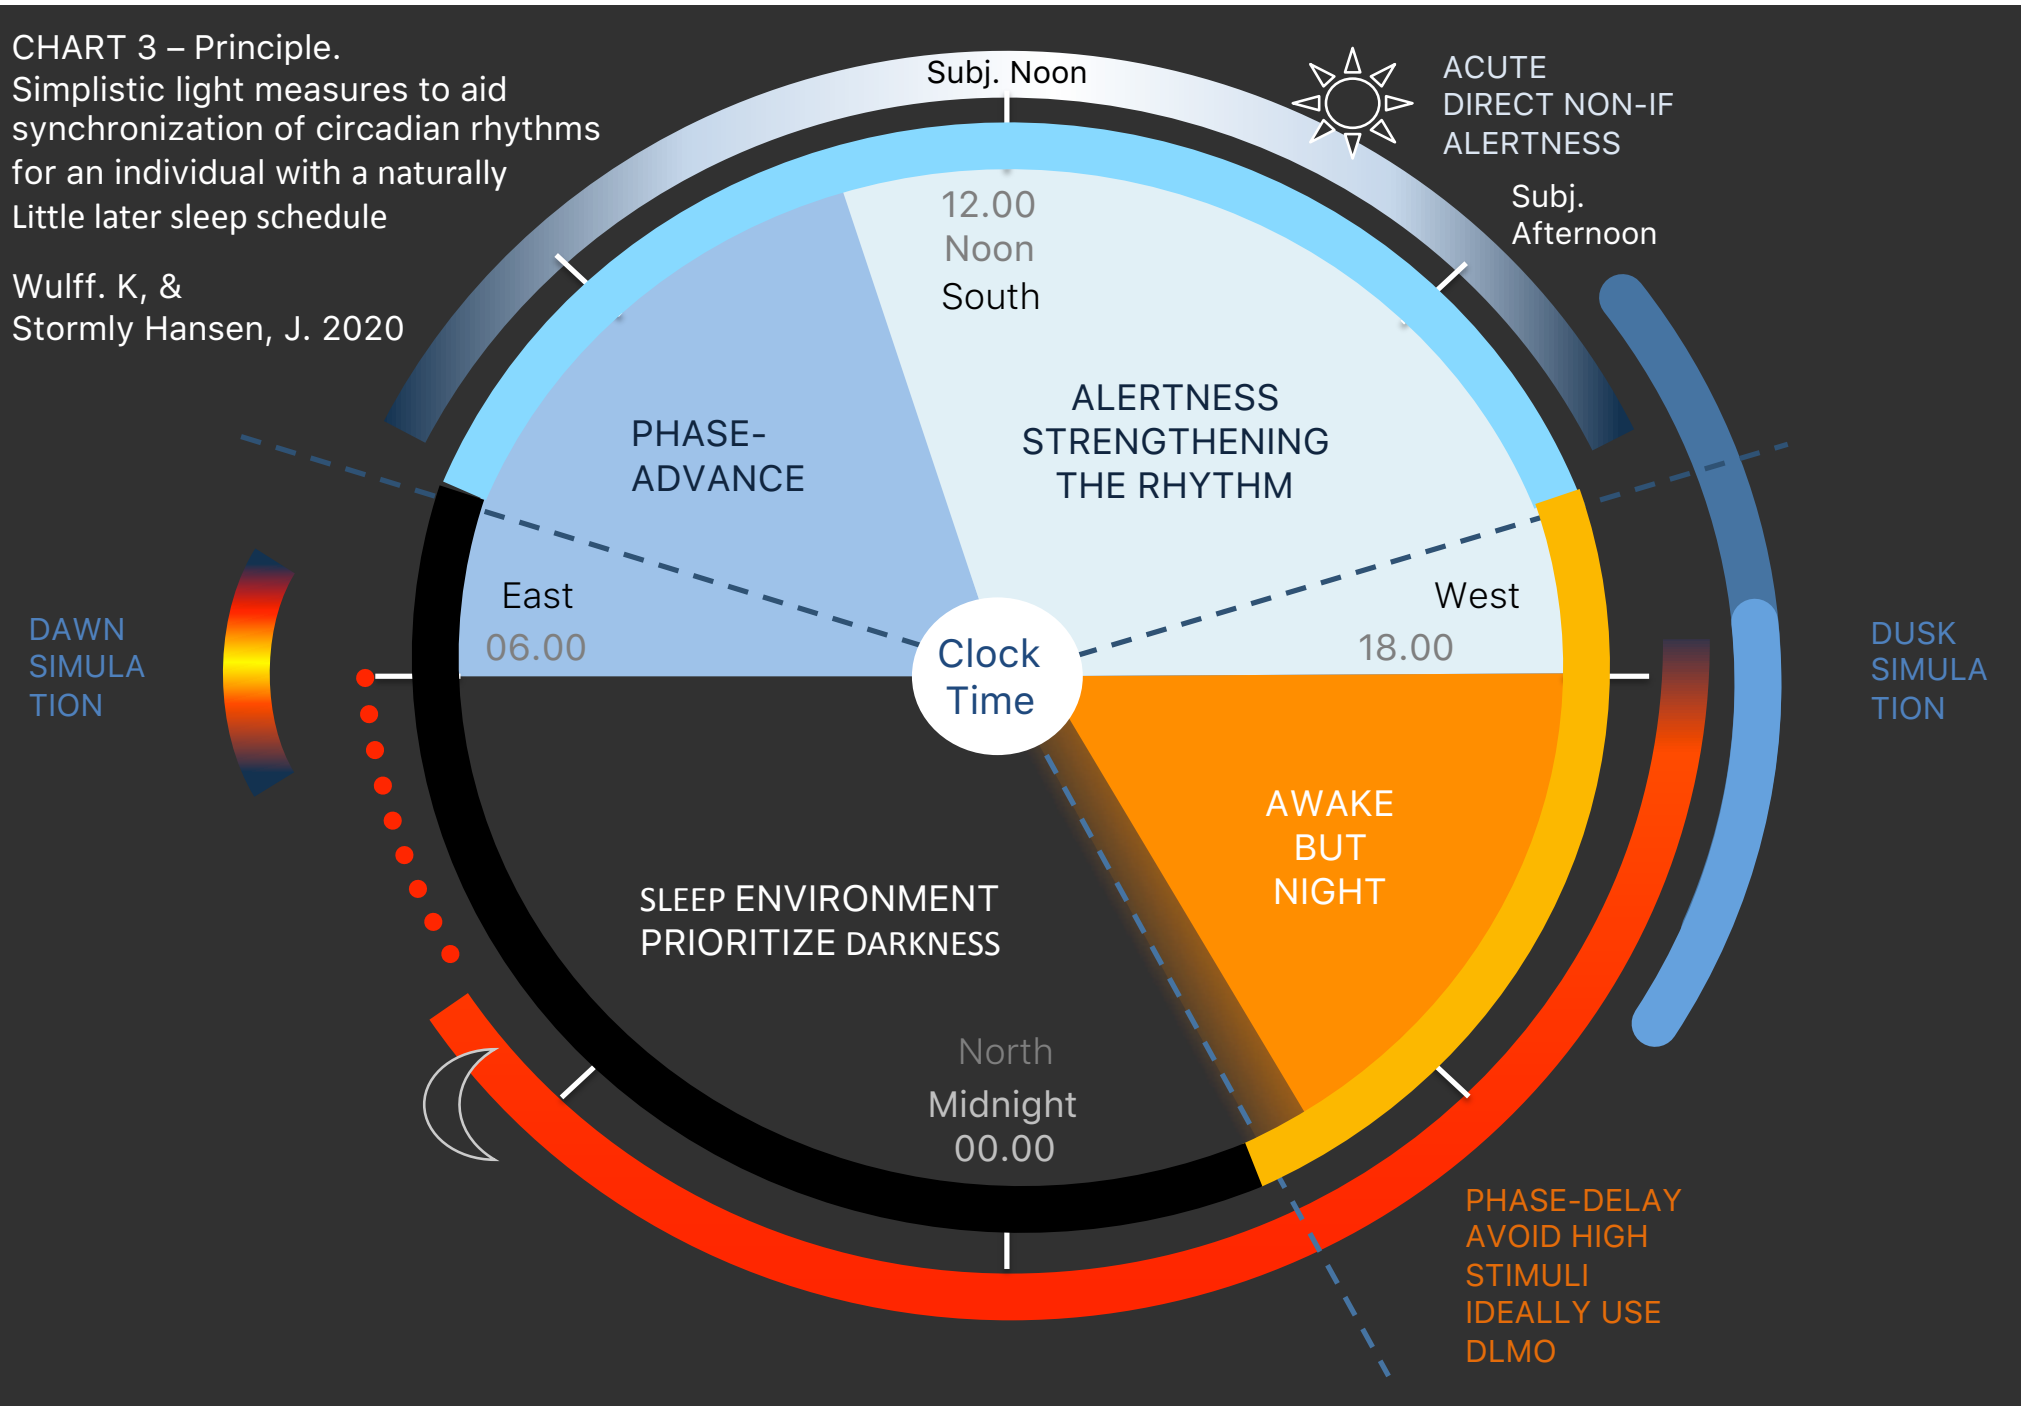 CHART 3 – Principle.
Simplistic light measures to aid
synchronization of circadian rhythms
for an individual with a naturally
Little later sleep schedule
Wulff. K, &
Stormly Hansen, J. 2020
Subj. Noon
ACUTE
DIRECT NON-IF
ALERTNESS
Subj.
Afternoon
12.00
Noon
South
PHASE-
ADVANCE
ALERTNESS
STRENGTHENING
THE RHYTHM
East
06.00
West
18.00
Clock
Time
DAWN
SIMULA
TION
DUSK
SIMULA
TION
AWAKE
BUT
NIGHT
SLEEP ENVIRONMENT
PRIORITIZE DARKNESS
North
Midnight
00.00
PHASE-DELAY
AVOID HIGH
STIMULI
IDEALLY USE
DLMO